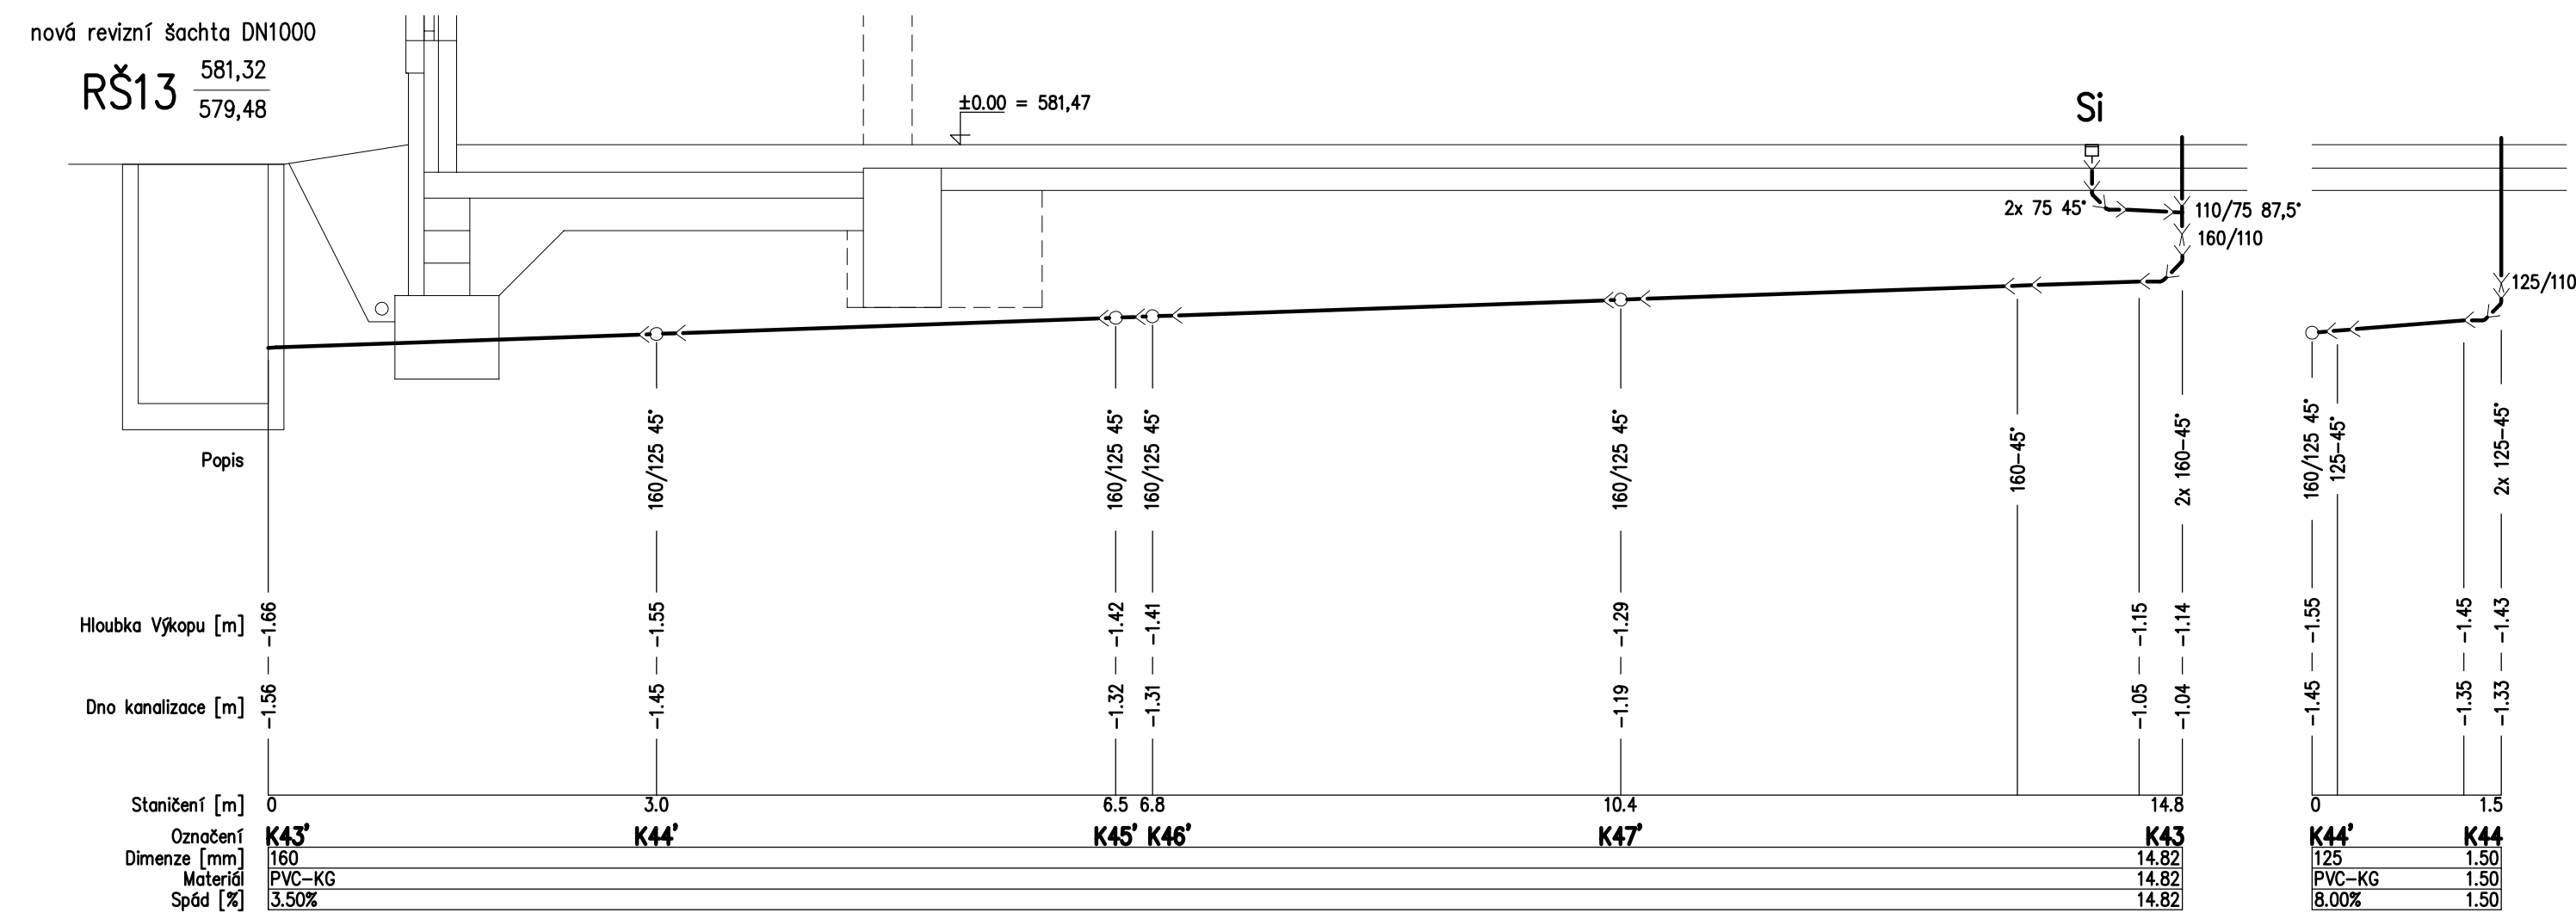 nová revizní šachta DN1000
RŠ13
581,32
579,48
±0.00 = 581,47
Si
2x 75 45°
110/75 87,5°
160/110
125/110
Popis
160/125 45°
160/125 45°
160/125 45°
160/125 45°
160-45°
2x 160-45°
160/125 45°
125-45°
2x 125-45°
Hloubka Výkopu [m] -1.66 -1.55 -1.42 -1.41 -1.29 -1.15 -1.14 -1.55 -1.45 -1.43
Dno kanalizace [m] -1.56 -1.45 -1.32 -1.31 -1.19 -1.05 -1.04 -1.45 -1.35 -1.33
Staničení [m] 0 3.0 6.5 6.8 10.4 14.8 0 1.5
Označení K43' K44' K45' K46' K47' K43 K44' K44
Dimenze [mm] 160 14.82 125 1.50
Materiál PVC-KG 14.82 PVC-KG 1.50
Spád [%] 3.50% 14.82 8.00% 1.50